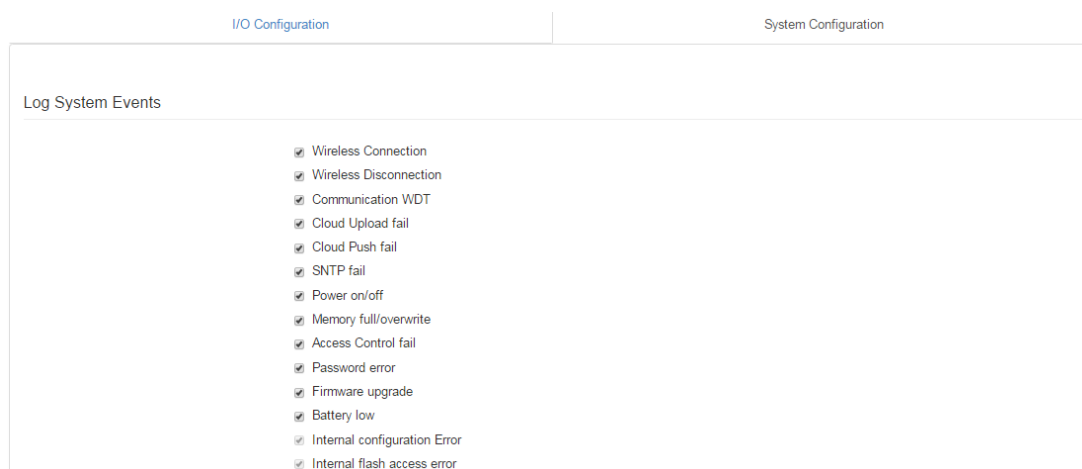 I/O Configuration
System Configuration
Log System Events
Wireless Connection
Wireless Disconnection
Communication WDT
Cloud Upload fail
Cloud Push fail
SNTP fail
Power on/off
Memory full/overwrite
Access Control fail
Password error
Firmware upgrade
Battery low
Internal configuration Error
Internal flash access error